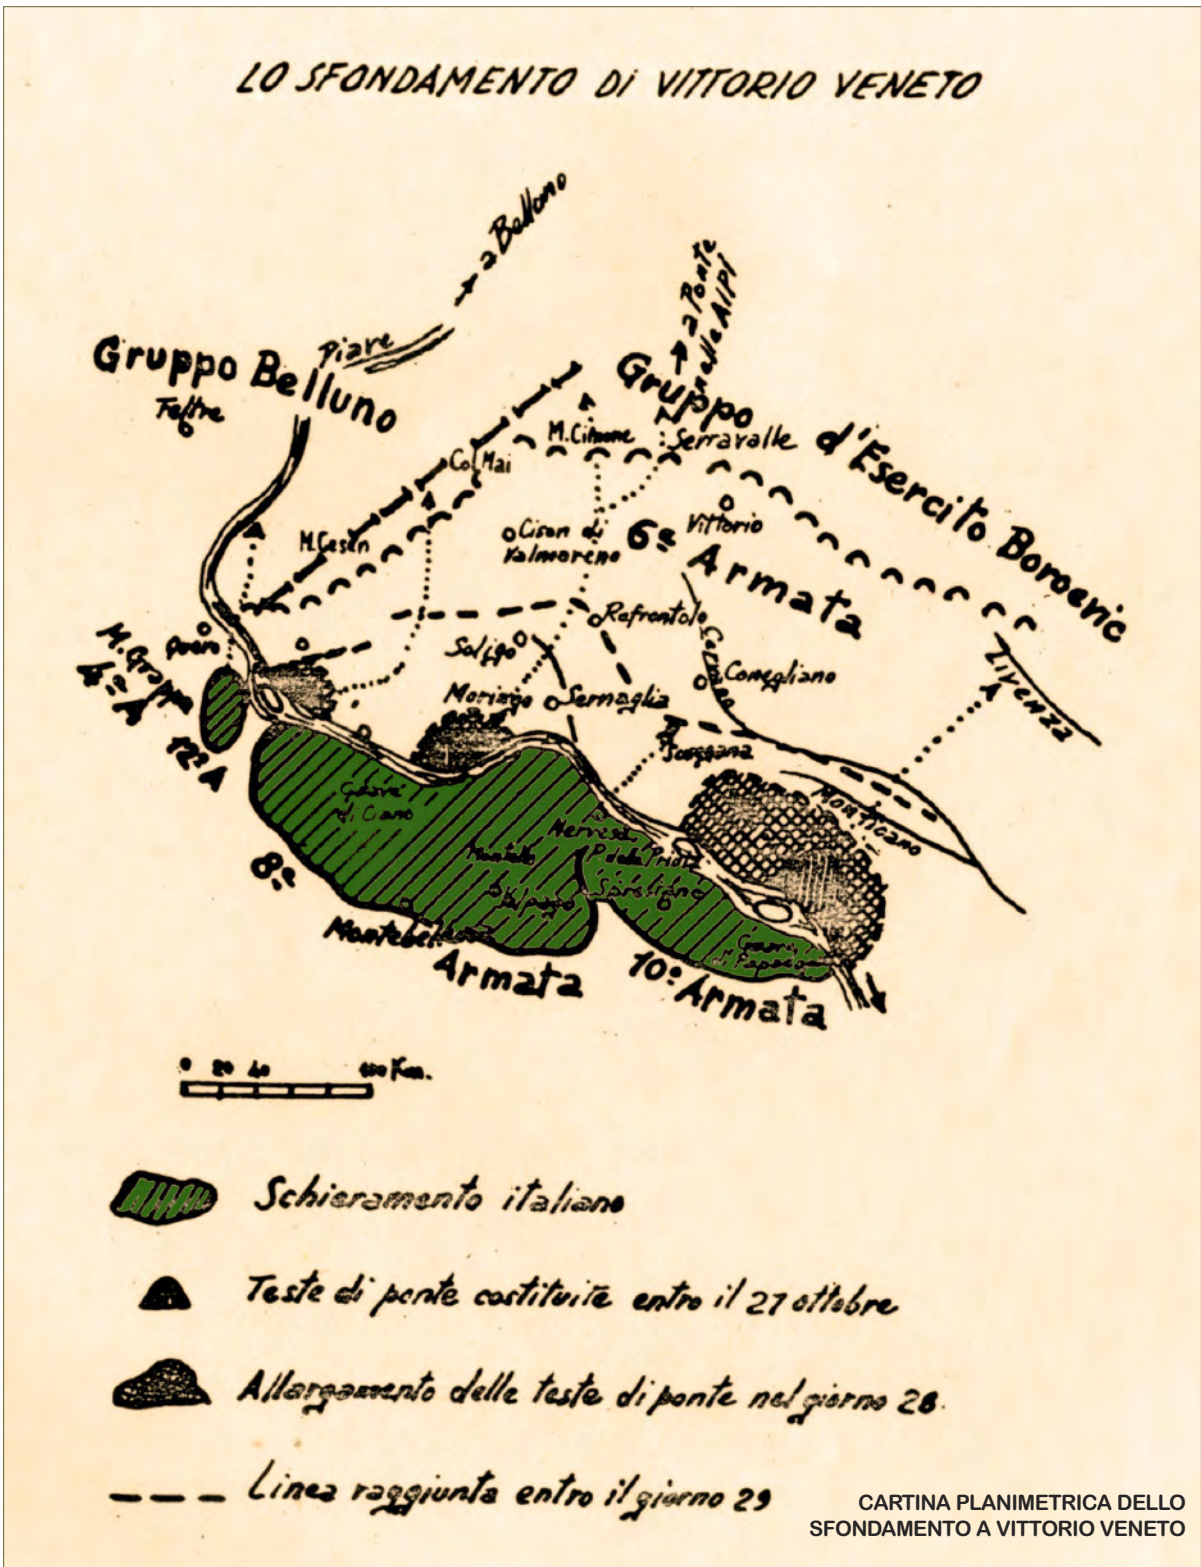 LO SFONDAMENTO Di VITTORIO VENETO
a Belluno
a Ponte
nelle ALPI
Piave
Gruppo Belluno
Feltre
Gruppo
d'Esercito Boroevic
M. Cimone
Serravalle
Col Mai
M. Cesen
Cison di
Valmareno
Vittorio
6ª Armata
Refrontolo
Soligo
Conegliano
Livenza
Moriago
Sernaglia
Quero
M. Grappa
4ª A
12ª A
MONTICANO
Nervesa
P. della Priula
Spresiano
Montello
8ª
Armata
10ª Armata
0 20 40 100 Km.
Schieramento italiano
Teste di ponte costituite entro il 27 ottobre
Allargamento delle teste di ponte nel giorno 28.
Linea raggiunta entro il giorno 29
CARTINA PLANIMETRICA DELLO
SFONDAMENTO A VITTORIO VENETO